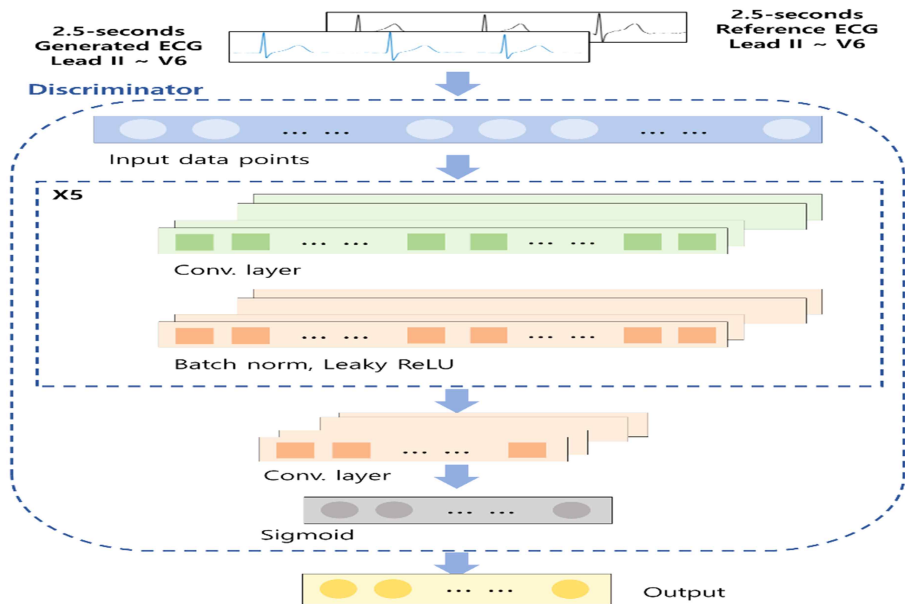 2.5-seconds
Generated ECG
Lead II ~ V6
2.5-seconds
Reference ECG
Lead II ~ V6
Discriminator
... ...
... ...
Input data points
X5
... ...
... ...
Conv. layer
... ...
... ...
Batch norm, Leaky ReLU
... ...
Conv. layer
... ...
Sigmoid
... ...
Output